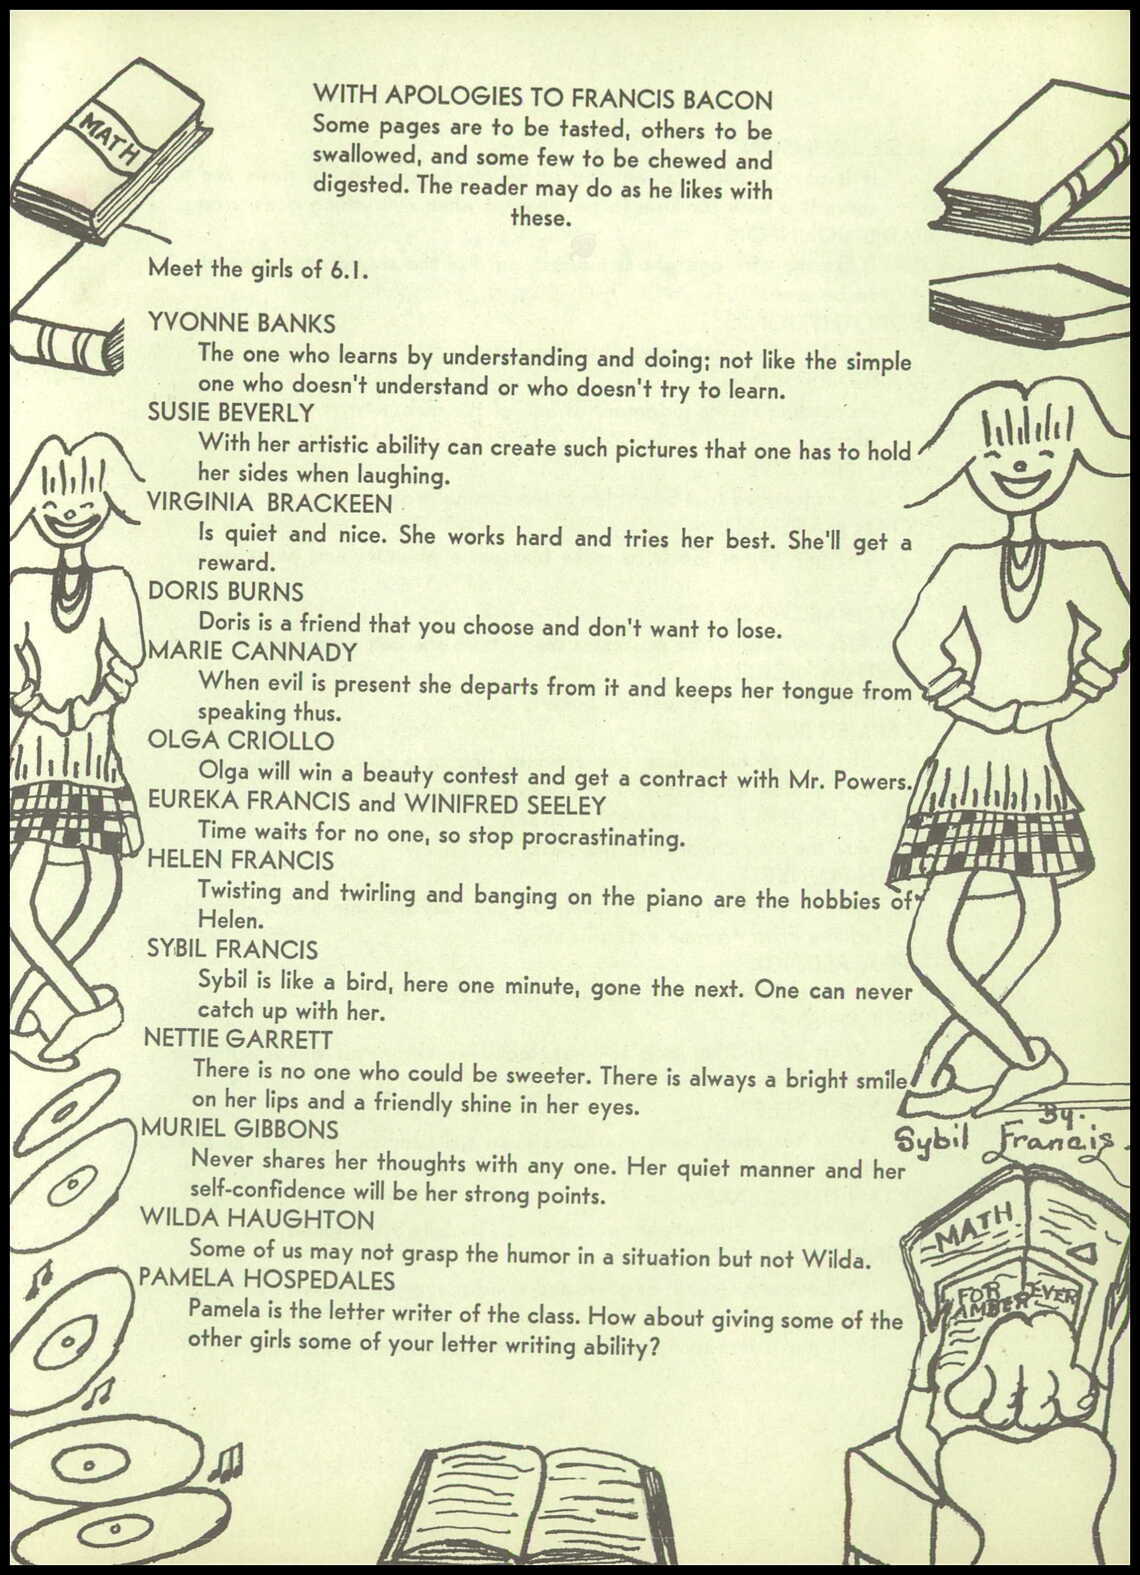 MATH
WITH APOLOGIES TO FRANCIS BACON
Some pages are to be tasted, others to be
swallowed, and some few to be chewed and
digested. The reader may do as he likes with
these.
Meet the girls of 6.1.
YVONNE BANKS
The one who learns by understanding and doing; not like the simple
one who doesn't understand or who doesn't try to learn.
SUSIE BEVERLY
With her artistic ability can create such pictures that one has to hold
her sides when laughing.
VIRGINIA BRACKEEN
Is quiet and nice. She works hard and tries her best. She'll get a
reward.
DORIS BURNS
Doris is a friend that you choose and don't want to lose.
MARIE CANNADY
When evil is present she departs from it and keeps her tongue from
speaking thus.
OLGA CRIOLLO
Olga will win a beauty contest and get a contract with Mr. Powers.
EUREKA FRANCIS and WINIFRED SEELEY
Time waits for no one, so stop procrastinating.
HELEN FRANCIS
Twisting and twirling and banging on the piano are the hobbies of
Helen.
SYBIL FRANCIS
Sybil is like a bird, here one minute, gone the next. One can never
catch up with her.
NETTIE GARRETT
There is no one who could be sweeter. There is always a bright smile
on her lips and a friendly shine in her eyes.
MURIEL GIBBONS
Never shares her thoughts with any one. Her quiet manner and her
self-confidence will be her strong points.
WILDA HAUGHTON
Some of us may not grasp the humor in a situation but not Wilda.
PAMELA HOSPEDALES
Pamela is the letter writer of the class. How about giving some of the
other girls some of your letter writing ability?
By.
Sybil Francis.
MATH
FOR EVER
AMBER